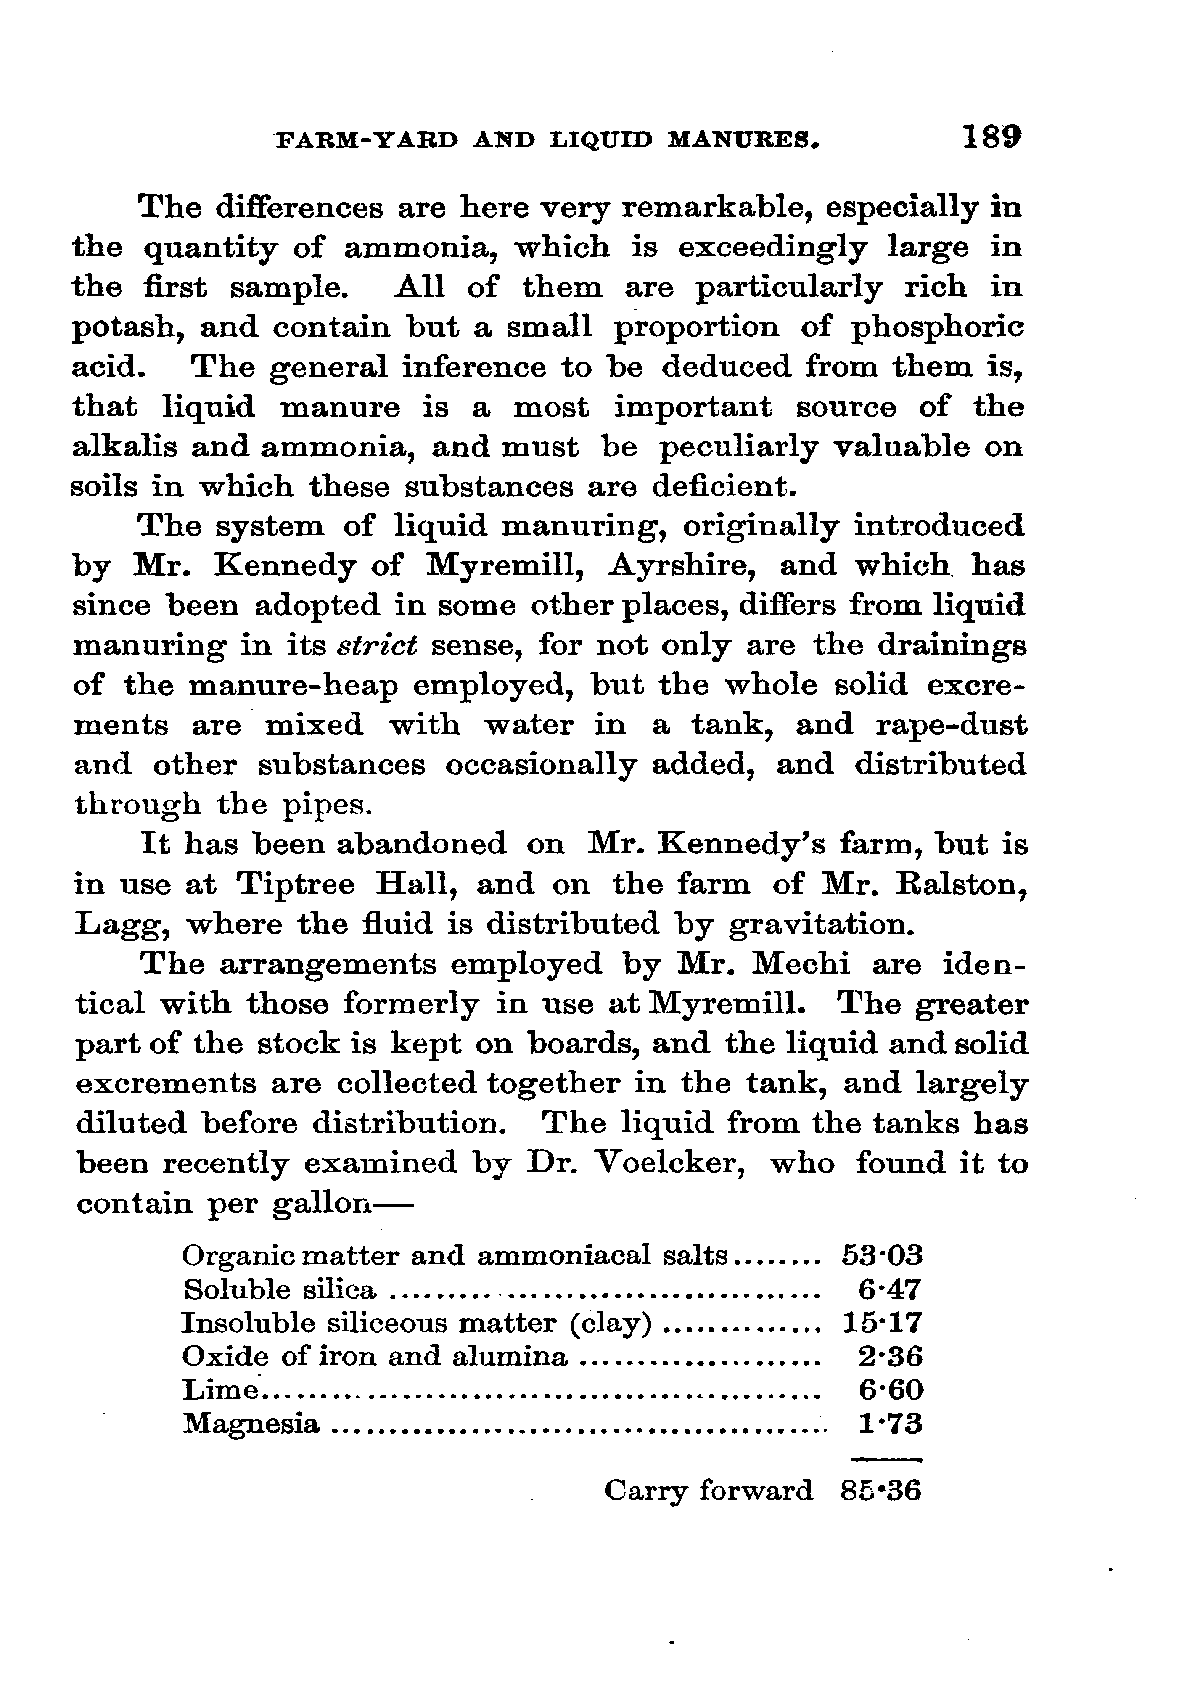 FARM-YARD AND LIQUID MANURES. 189
The differences are here very remarkable, especially in
the quantity of ammonia, which is exceedingly large in
the first sample. All of them are particularly rich in
potash, and contain but a small proportion of phosphoric
acid. The general inference to be deduced from them is,
that liquid manure is a most important source of the
alkalis and ammonia, and must be peculiarly valuable on
soils in which these substances are deficient.
The system of liquid manuring, originally introduced
by Mr. Kennedy of Myremill, Ayrshire, and which has
since been adopted in some other places, differs from liquid
manuring in its strict sense, for not only are the drainings
of the manure-heap employed, but the whole solid excre-
ments are mixed with water in a tank, and rape-dust
and other substances occasionally added, and distributed
through the pipes.
It has been abandoned on Mr. Kennedy's farm, but is
in use at Tiptree Hall, and on the farm of Mr. Ralston,
Lagg, where the fluid is distributed by gravitation.
The arrangements employed by Mr. Mechi are iden-
tical with those formerly in use at Myremill. The greater
part of the stock is kept on boards, and the liquid and solid
excrements are collected together in the tank, and largely
diluted before distribution. The liquid from the tanks has
been recently examined by Dr. Voelcker, who found it to
contain per gallon—
Organic matter and ammoniacal salts........ 53·03
Soluble silica ..................................... 6·47
Insoluble siliceous matter (clay) .............. 15·17
Oxide of iron and alumina ..................... 2·36
Lime................................................ 6·60
Magnesia .......................................... 1·73
Carry forward 85·36